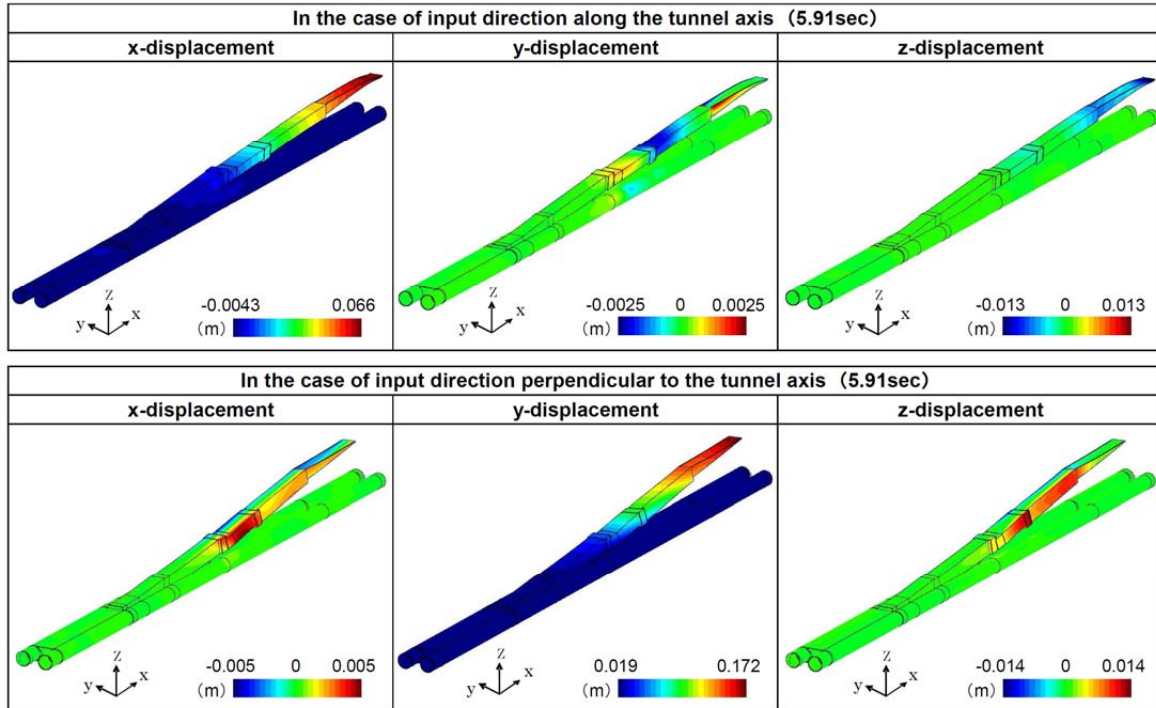 In the case of input direction along the tunnel axis （5.91sec）
x-displacement y-displacement z-displacement
z
y x
-0.0043 0.066
（m）
z
y x
-0.0025 0 0.0025
（m）
z
y x
-0.013 0 0.013
（m）
In the case of input direction perpendicular to the tunnel axis （5.91sec）
x-displacement y-displacement z-displacement
z
y x
-0.005 0 0.005
（m）
z
y x
0.019 0.172
（m）
z
y x
-0.014 0 0.014
（m）